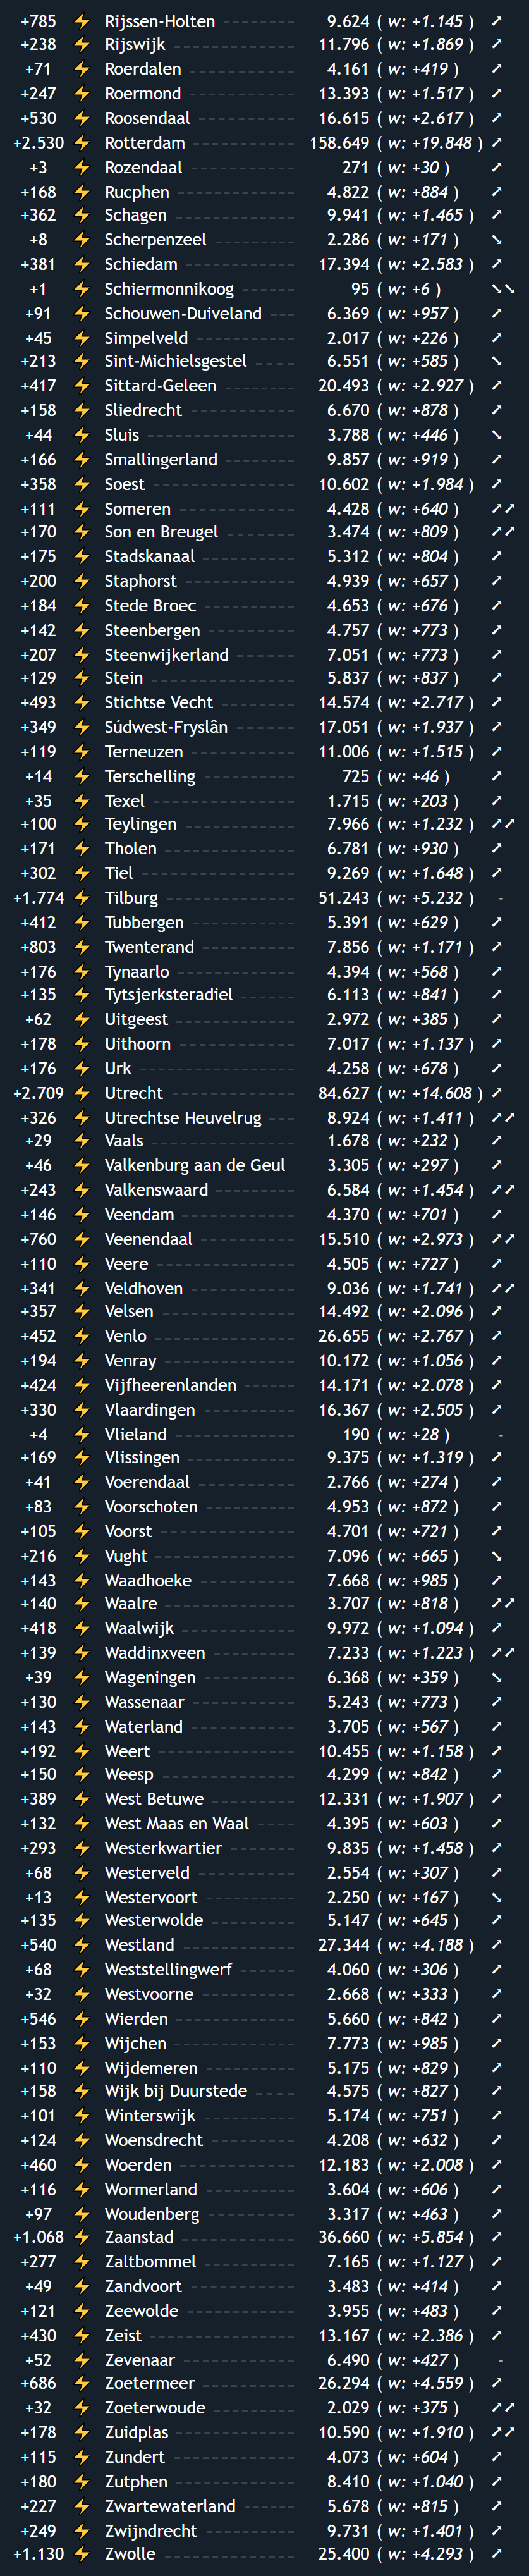 +785 ⚡ Rijssen-Holten ---------- 9.624 ( w: +1.145 ) ➚
+238 ⚡ Rijswijk ---------------- 11.796 ( w: +1.869 ) ➚
+71 ⚡ Roerdalen -------------- 4.161 ( w: +419 ) ➚
+247 ⚡ Roermond -------------- 13.393 ( w: +1.517 ) ➚
+530 ⚡ Roosendaal ------------- 16.615 ( w: +2.617 ) ➚
+2.530 ⚡ Rotterdam ------------- 158.649 ( w: +19.848 ) ➚
+3 ⚡ Rozendaal -------------- 271 ( w: +30 ) ➚
+168 ⚡ Rucphen --------------- 4.822 ( w: +884 ) ➚
+362 ⚡ Schagen ---------------- 9.941 ( w: +1.465 ) ➚
+8 ⚡ Scherpenzeel ----------- 2.286 ( w: +171 ) ➘
+381 ⚡ Schiedam --------------- 17.394 ( w: +2.583 ) ➚
+1 ⚡ Schiermonnikoog ------- 95 ( w: +6 ) ➘➘
+91 ⚡ Schouwen-Duiveland --- 6.369 ( w: +957 ) ➚
+45 ⚡ Simpelveld ------------- 2.017 ( w: +226 ) ➚
+213 ⚡ Sint-Michielsgestel ----- 6.551 ( w: +585 ) ➘
+417 ⚡ Sittard-Geleen --------- 20.493 ( w: +2.927 ) ➚
+158 ⚡ Sliedrecht -------------- 6.670 ( w: +878 ) ➚
+44 ⚡ Sluis ------------------- 3.788 ( w: +446 ) ➘
+166 ⚡ Smallingerland --------- 9.857 ( w: +919 ) ➚
+358 ⚡ Soest ------------------ 10.602 ( w: +1.984 ) ➚
+111 ⚡ Someren --------------- 4.428 ( w: +640 ) ➚➚
+170 ⚡ Son en Breugel --------- 3.474 ( w: +809 ) ➚➚
+175 ⚡ Stadskanaal ------------ 5.312 ( w: +804 ) ➚
+200 ⚡ Staphorst -------------- 4.939 ( w: +657 ) ➚
+184 ⚡ Stede Broec ------------ 4.653 ( w: +676 ) ➚
+142 ⚡ Steenbergen ------------ 4.757 ( w: +773 ) ➚
+207 ⚡ Steenwijkerland -------- 7.051 ( w: +773 ) ➚
+129 ⚡ Stein ------------------ 5.837 ( w: +837 ) ➚
+493 ⚡ Stichtse Vecht ---------- 14.574 ( w: +2.717 ) ➚
+349 ⚡ Súdwest-Fryslân -------- 17.051 ( w: +1.937 ) ➚
+119 ⚡ Terneuzen -------------- 11.006 ( w: +1.515 ) ➚
+14 ⚡ Terschelling ------------ 725 ( w: +46 ) ➚
+35 ⚡ Texel ------------------ 1.715 ( w: +203 ) ➚
+100 ⚡ Teylingen -------------- 7.966 ( w: +1.232 ) ➚➚
+171 ⚡ Tholen ----------------- 6.781 ( w: +930 ) ➚
+302 ⚡ Tiel -------------------- 9.269 ( w: +1.648 ) ➚
+1.774 ⚡ Tilburg ----------------- 51.243 ( w: +5.232 ) -
+412 ⚡ Tubbergen ------------- 5.391 ( w: +629 ) ➚
+803 ⚡ Twenterand ------------ 7.856 ( w: +1.171 ) ➚
+176 ⚡ Tynaarlo --------------- 4.394 ( w: +568 ) ➚
+135 ⚡ Tytsjerksteradiel ------- 6.113 ( w: +841 ) ➚
+62 ⚡ Uitgeest --------------- 2.972 ( w: +385 ) ➚
+178 ⚡ Uithoorn --------------- 7.017 ( w: +1.137 ) ➚
+176 ⚡ Urk -------------------- 4.258 ( w: +678 ) ➚
+2.709 ⚡ Utrecht ---------------- 84.627 ( w: +14.608 ) ➚
+326 ⚡ Utrechtse Heuvelrug --- 8.924 ( w: +1.411 ) ➚➚
+29 ⚡ Vaals ------------------ 1.678 ( w: +232 ) ➚
+46 ⚡ Valkenburg aan de Geul 3.305 ( w: +297 ) ➚
+243 ⚡ Valkenswaard ---------- 6.584 ( w: +1.454 ) ➚➚
+146 ⚡ Veendam --------------- 4.370 ( w: +701 ) ➚
+760 ⚡ Veenendaal ------------ 15.510 ( w: +2.973 ) ➚➚
+110 ⚡ Veere ------------------ 4.505 ( w: +727 ) ➚
+341 ⚡ Veldhoven ------------- 9.036 ( w: +1.741 ) ➚➚
+357 ⚡ Velsen ----------------- 14.492 ( w: +2.096 ) ➚
+452 ⚡ Venlo ------------------ 26.655 ( w: +2.767 ) ➚
+194 ⚡ Venray ----------------- 10.172 ( w: +1.056 ) ➚
+424 ⚡ Vijfheerenlanden ------- 14.171 ( w: +2.078 ) ➚
+330 ⚡ Vlaardingen ------------ 16.367 ( w: +2.505 ) ➚
+4 ⚡ Vlieland ---------------- 190 ( w: +28 ) -
+169 ⚡ Vlissingen -------------- 9.375 ( w: +1.319 ) ➚
+41 ⚡ Voerendaal ------------- 2.766 ( w: +274 ) ➚
+83 ⚡ Voorschoten ------------ 4.953 ( w: +872 ) ➚
+105 ⚡ Voorst ----------------- 4.701 ( w: +721 ) ➚
+216 ⚡ Vught ------------------ 7.096 ( w: +665 ) ➘
+143 ⚡ Waadhoeke ------------- 7.668 ( w: +985 ) ➚
+140 ⚡ Waalre ----------------- 3.707 ( w: +818 ) ➚➚
+418 ⚡ Waalwijk --------------- 9.972 ( w: +1.094 ) ➚
+139 ⚡ Waddinxveen ----------- 7.233 ( w: +1.223 ) ➚➚
+39 ⚡ Wageningen ------------ 6.368 ( w: +359 ) ➘
+130 ⚡ Wassenaar ------------- 5.243 ( w: +773 ) ➚
+143 ⚡ Waterland -------------- 3.705 ( w: +567 ) ➚
+192 ⚡ Weert ------------------ 10.455 ( w: +1.158 ) ➚
+150 ⚡ Weesp ----------------- 4.299 ( w: +842 ) ➚
+389 ⚡ West Betuwe ----------- 12.331 ( w: +1.907 ) ➚
+132 ⚡ West Maas en Waal ----- 4.395 ( w: +603 ) ➚
+293 ⚡ Westerkwartier --------- 9.835 ( w: +1.458 ) ➚
+68 ⚡ Westerveld ------------- 2.554 ( w: +307 ) ➚
+13 ⚡ Westervoort ------------ 2.250 ( w: +167 ) ➘
+135 ⚡ Westerwolde ----------- 5.147 ( w: +645 ) ➚
+540 ⚡ Westland --------------- 27.344 ( w: +4.188 ) ➚
+68 ⚡ Weststellingwerf ------- 4.060 ( w: +306 ) ➚
+32 ⚡ Westvoorne ------------ 2.668 ( w: +333 ) ➚
+546 ⚡ Wierden ---------------- 5.660 ( w: +842 ) ➚
+153 ⚡ Wijchen ---------------- 7.773 ( w: +985 ) ➚
+110 ⚡ Wijdemeren ------------ 5.175 ( w: +829 ) ➚
+158 ⚡ Wijk bij Duurstede ----- 4.575 ( w: +827 ) ➚
+101 ⚡ Winterswijk ------------ 5.174 ( w: +751 ) ➚
+124 ⚡ Woensdrecht ----------- 4.208 ( w: +632 ) ➚
+460 ⚡ Woerden --------------- 12.183 ( w: +2.008 ) ➚
+116 ⚡ Wormerland ------------ 3.604 ( w: +606 ) ➚
+97 ⚡ Woudenberg ------------ 3.317 ( w: +463 ) ➚
+1.068 ⚡ Zaanstad --------------- 36.660 ( w: +5.854 ) ➚
+277 ⚡ Zaltbommel ------------ 7.165 ( w: +1.127 ) ➚
+49 ⚡ Zandvoort -------------- 3.483 ( w: +414 ) ➚
+121 ⚡ Zeewolde --------------- 3.955 ( w: +483 ) ➚
+430 ⚡ Zeist ------------------- 13.167 ( w: +2.386 ) ➚
+52 ⚡ Zevenaar --------------- 6.490 ( w: +427 ) -
+686 ⚡ Zoetermeer ------------ 26.294 ( w: +4.559 ) ➚
+32 ⚡ Zoeterwoude ----------- 2.029 ( w: +375 ) ➚➚
+178 ⚡ Zuidplas ---------------- 10.590 ( w: +1.910 ) ➚➚
+115 ⚡ Zundert ---------------- 4.073 ( w: +604 ) ➚
+180 ⚡ Zutphen ---------------- 8.410 ( w: +1.040 ) ➚
+227 ⚡ Zwartewaterland ------- 5.678 ( w: +815 ) ➚
+249 ⚡ Zwijndrecht ------------ 9.731 ( w: +1.401 ) ➚
+1.130 ⚡ Zwolle ----------------- 25.400 ( w: +4.293 ) ➚